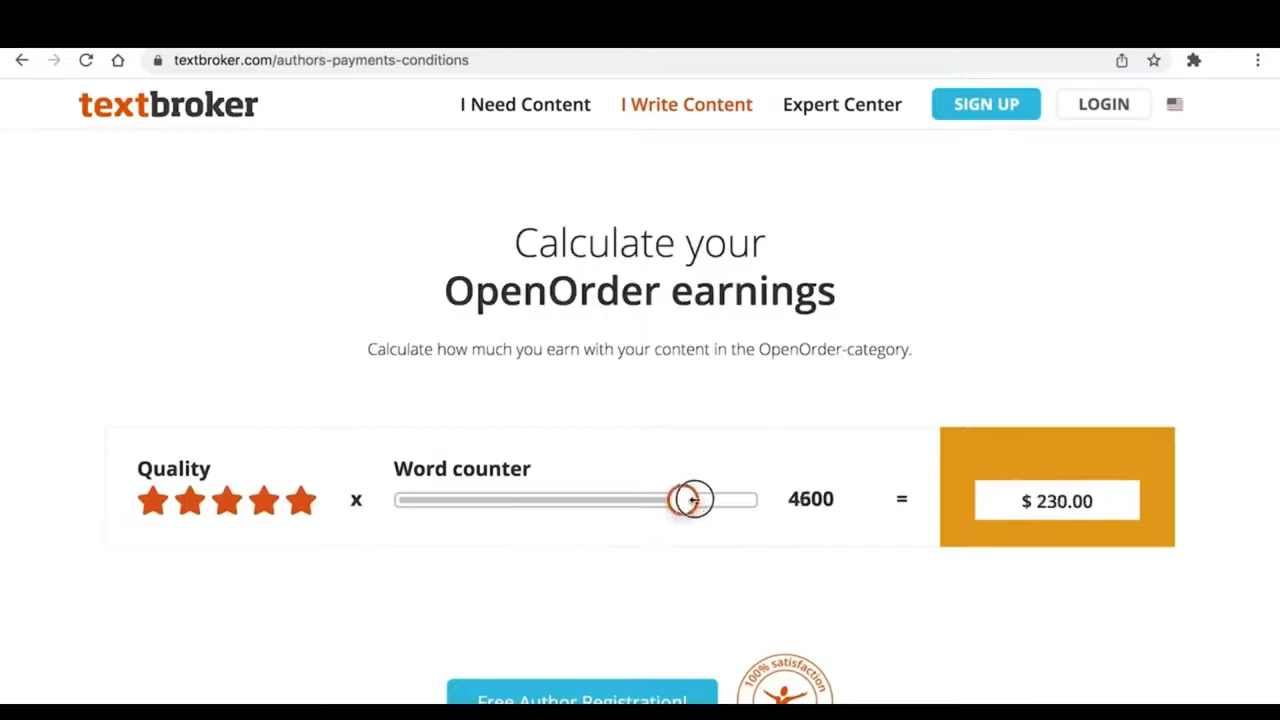 textbroker.com/authors-payments-conditions
textbroker
I Need Content
I Write Content
Expert Center
SIGN UP
LOGIN
Calculate your
OpenOrder earnings
Calculate how much you earn with your content in the OpenOrder-category.
Quality
Word counter
x
4600
=
$ 230.00
100% satisfaction
Free Author Registration!